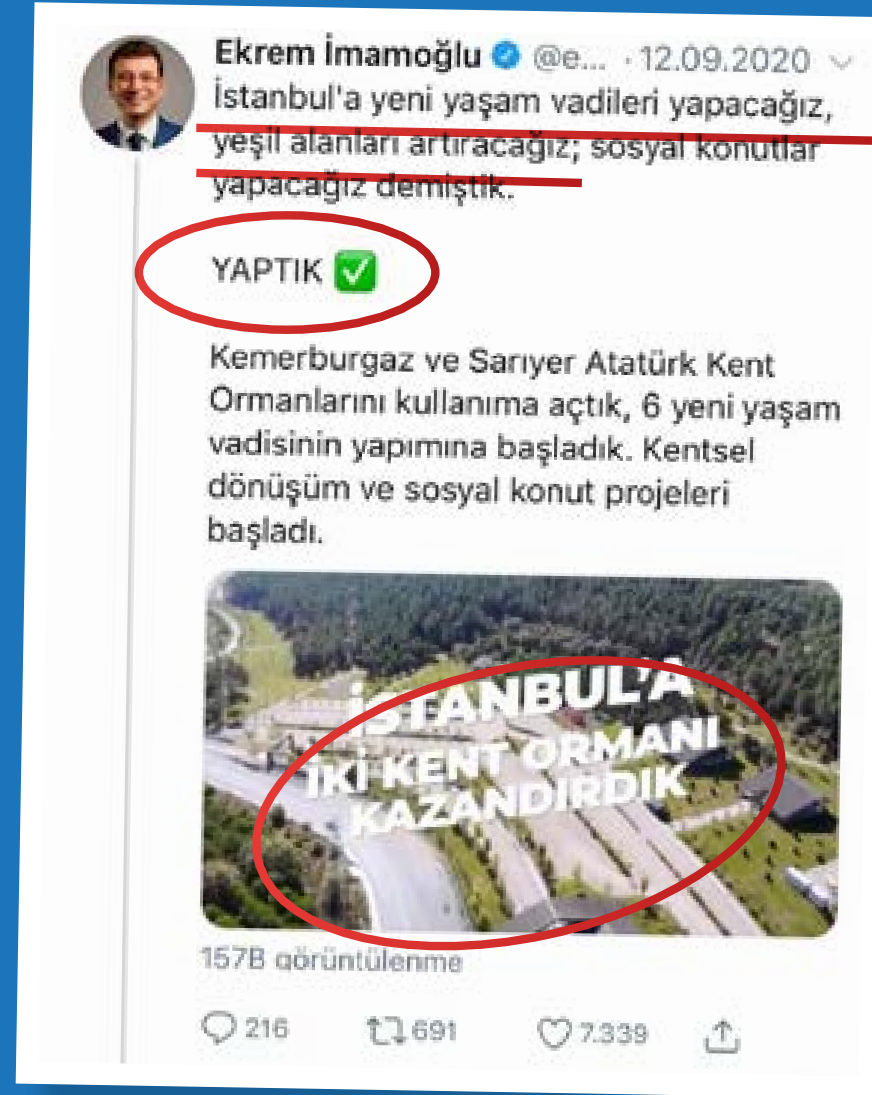 Ekrem İmamoğlu @e... · 12.09.2020
İstanbul'a yeni yaşam vadileri yapacağız,
yeşil alanları artıracağız; sosyal konutlar
yapacağız demiştik.
YAPTIK ✅
Kemerburgaz ve Sarıyer Atatürk Kent
Ormanlarını kullanıma açtık, 6 yeni yaşam
vadisinin yapımına başladık. Kentsel
dönüşüm ve sosyal konut projeleri
başladı.
İSTANBUL'A
İKİ KENT ORMANI
KAZANDIRDIK
157B görüntülenme
216 691 7.339